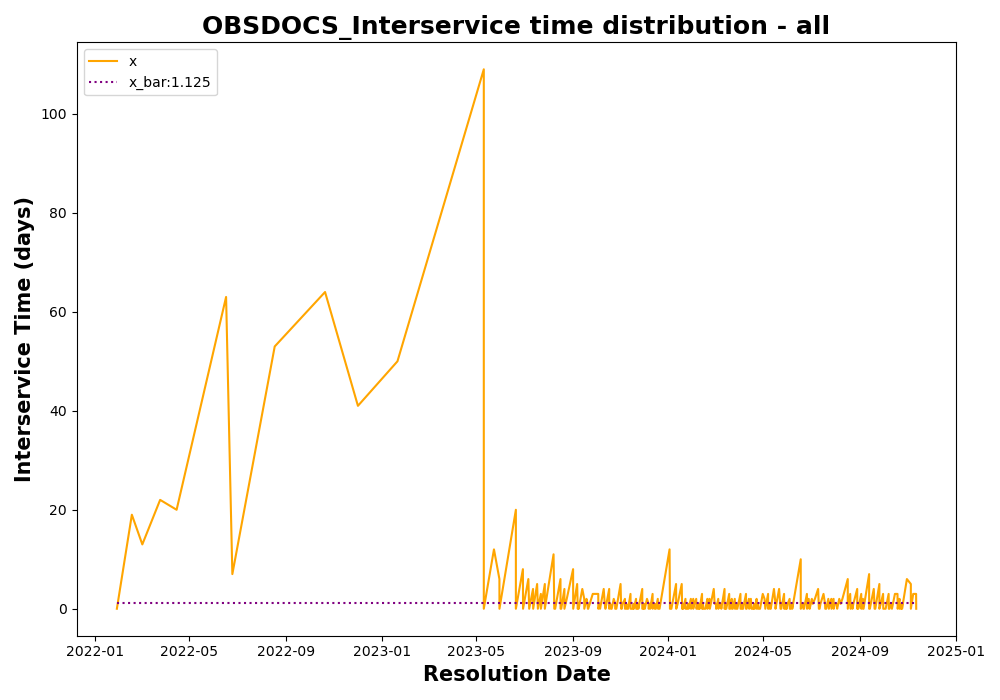 OBSDOCS_Interservice time distribution - all
x
x_bar:1.125
Interservice Time (days)
100
80
60
40
20
0
2022-01 2022-05 2022-09 2023-01 2023-05 2023-09 2024-01 2024-05 2024-09 2025-01
Resolution Date